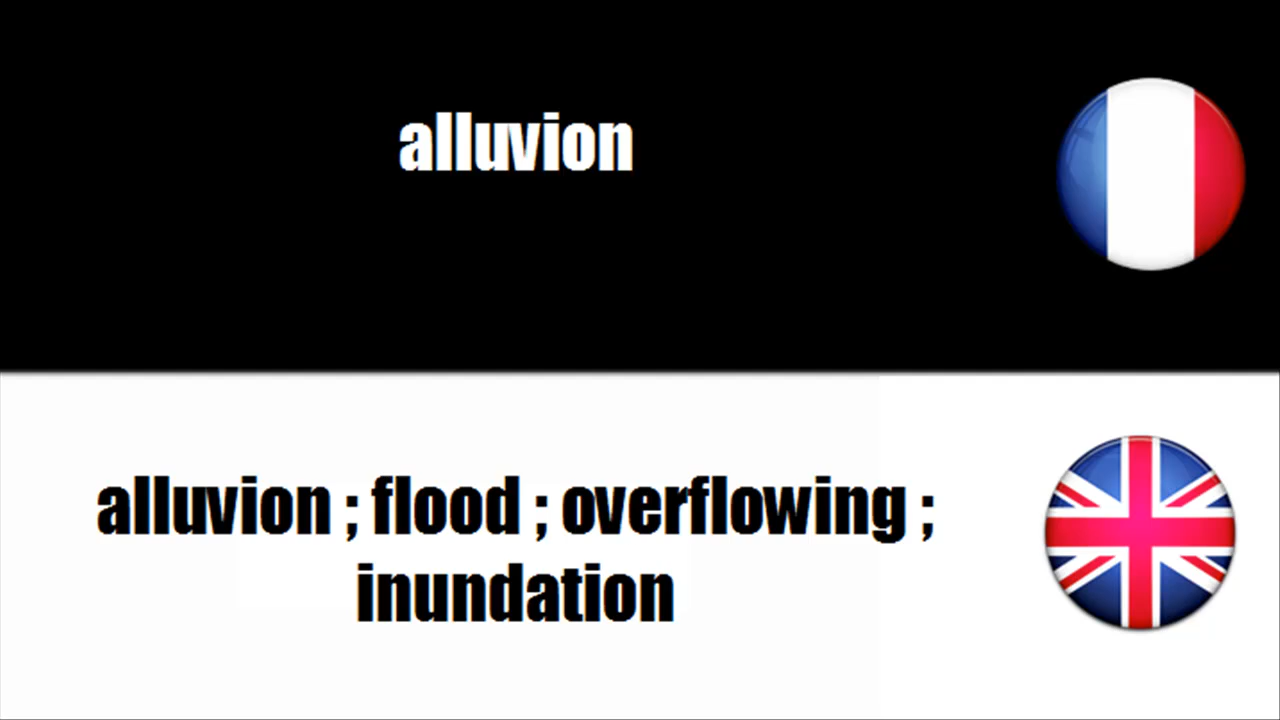 alluvion
alluvion ; flood ; overflowing ;
inundation